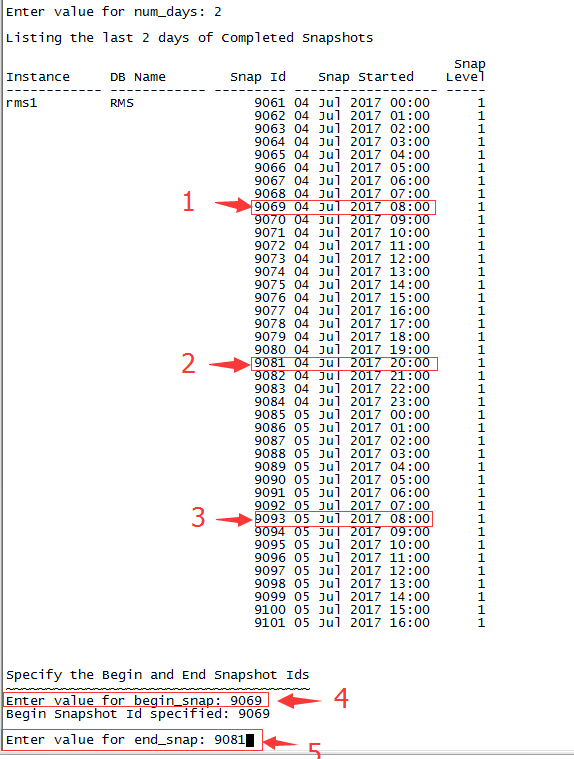 Enter value for num_days: 2
Listing the last 2 days of Completed Snapshots
Snap
Instance DB Name Snap Id Snap Started Level
------------ ------------ --------- ------------------ -----
rms1 RMS 9061 04 Jul 2017 00:00 1
9062 04 Jul 2017 01:00 1
9063 04 Jul 2017 02:00 1
9064 04 Jul 2017 03:00 1
9065 04 Jul 2017 04:00 1
9066 04 Jul 2017 05:00 1
9067 04 Jul 2017 06:00 1
9068 04 Jul 2017 07:00 1
1 9069 04 Jul 2017 08:00 1
9070 04 Jul 2017 09:00 1
9071 04 Jul 2017 10:00 1
9072 04 Jul 2017 11:00 1
9073 04 Jul 2017 12:00 1
9074 04 Jul 2017 13:00 1
9075 04 Jul 2017 14:00 1
9076 04 Jul 2017 15:00 1
9077 04 Jul 2017 16:00 1
9078 04 Jul 2017 17:00 1
9079 04 Jul 2017 18:00 1
9080 04 Jul 2017 19:00 1
2 9081 04 Jul 2017 20:00 1
9082 04 Jul 2017 21:00 1
9083 04 Jul 2017 22:00 1
9084 04 Jul 2017 23:00 1
9085 05 Jul 2017 00:00 1
9086 05 Jul 2017 01:00 1
9087 05 Jul 2017 02:00 1
9088 05 Jul 2017 03:00 1
9089 05 Jul 2017 04:00 1
9090 05 Jul 2017 05:00 1
9091 05 Jul 2017 06:00 1
9092 05 Jul 2017 07:00 1
3 9093 05 Jul 2017 08:00 1
9094 05 Jul 2017 09:00 1
9095 05 Jul 2017 10:00 1
9096 05 Jul 2017 11:00 1
9097 05 Jul 2017 12:00 1
9098 05 Jul 2017 13:00 1
9099 05 Jul 2017 14:00 1
9100 05 Jul 2017 15:00 1
9101 05 Jul 2017 16:00 1
Specify the Begin and End Snapshot Ids
~~~~~~~~~~~~~~~~~~~~~~~~~~~~~~~~~~~~~~
Enter value for begin_snap: 9069 4
Begin Snapshot Id specified: 9069
Enter value for end_snap: 9081 5